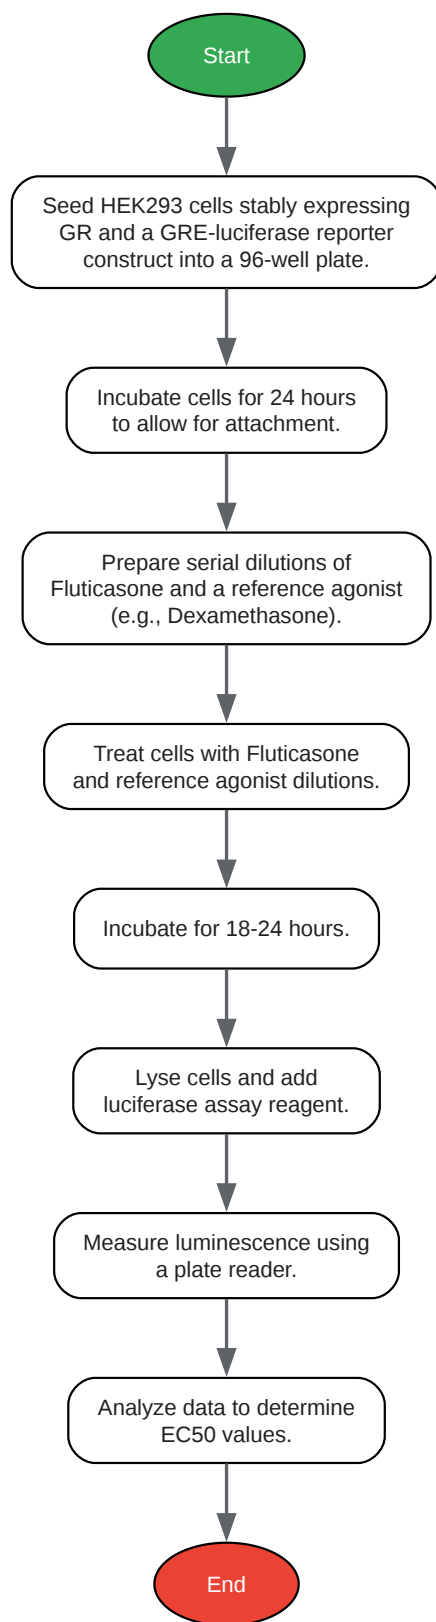 Start
Seed HEK293 cells stably expressing
GR and a GRE-luciferase reporter
construct into a 96-well plate.
Incubate cells for 24 hours
to allow for attachment.
Prepare serial dilutions of
Fluticasone and a reference agonist
(e.g., Dexamethasone).
Treat cells with Fluticasone
and reference agonist dilutions.
Incubate for 18-24 hours.
Lyse cells and add
luciferase assay reagent.
Measure luminescence using
a plate reader.
Analyze data to determine
EC50 values.
End